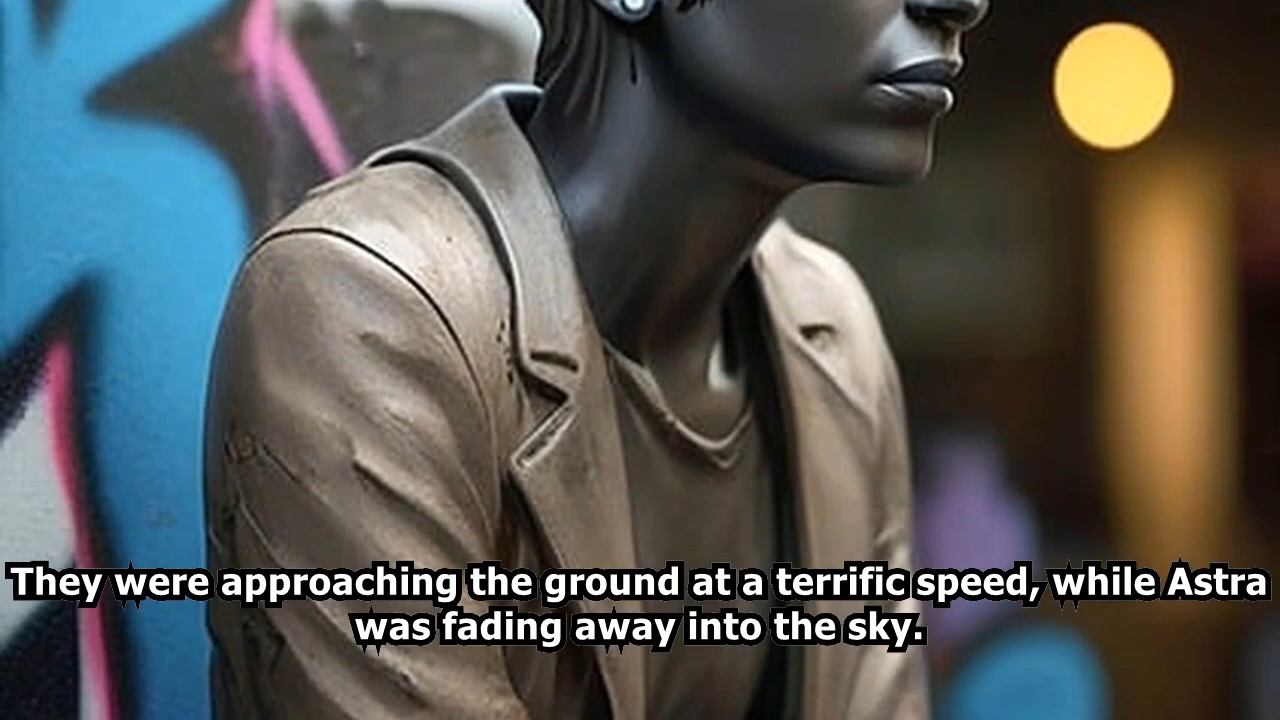 They were approaching the ground at a terrific speed, while Astra
was fading away into the sky.